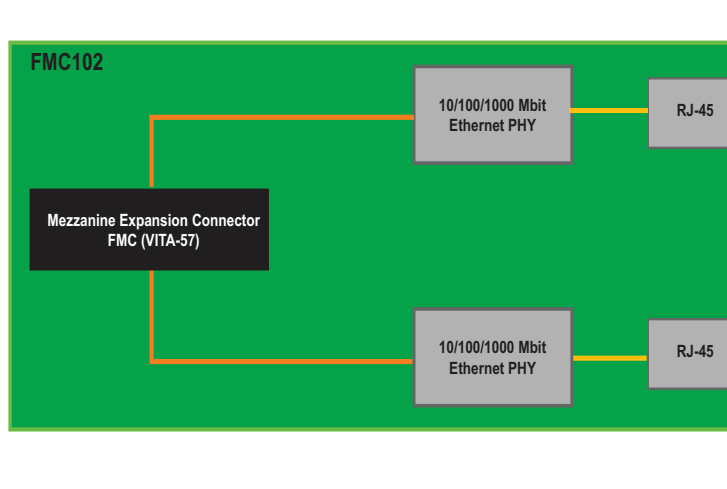 FMC102
10/100/1000 Mbit
Ethernet PHY
RJ-45
Mezzanine Expansion Connector
FMC (VITA-57)
10/100/1000 Mbit
Ethernet PHY
RJ-45